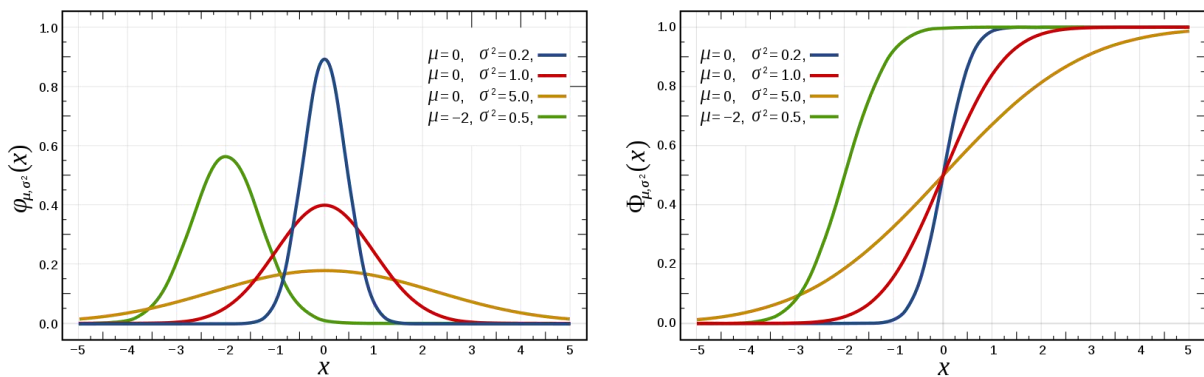 1.0
0.8
0.6
0.4
0.2
0.0
φμ,σ²(x)
μ=0, σ²=0.2,
μ=0, σ²=1.0,
μ=0, σ²=5.0,
μ=−2, σ²=0.5,
−5 −4 −3 −2 −1 0 1 2 3 4 5
x
1.0
0.8
0.6
0.4
0.2
0.0
Φμ,σ²(x)
μ=0, σ²=0.2,
μ=0, σ²=1.0,
μ=0, σ²=5.0,
μ=−2, σ²=0.5,
−5 −4 −3 −2 −1 0 1 2 3 4 5
x